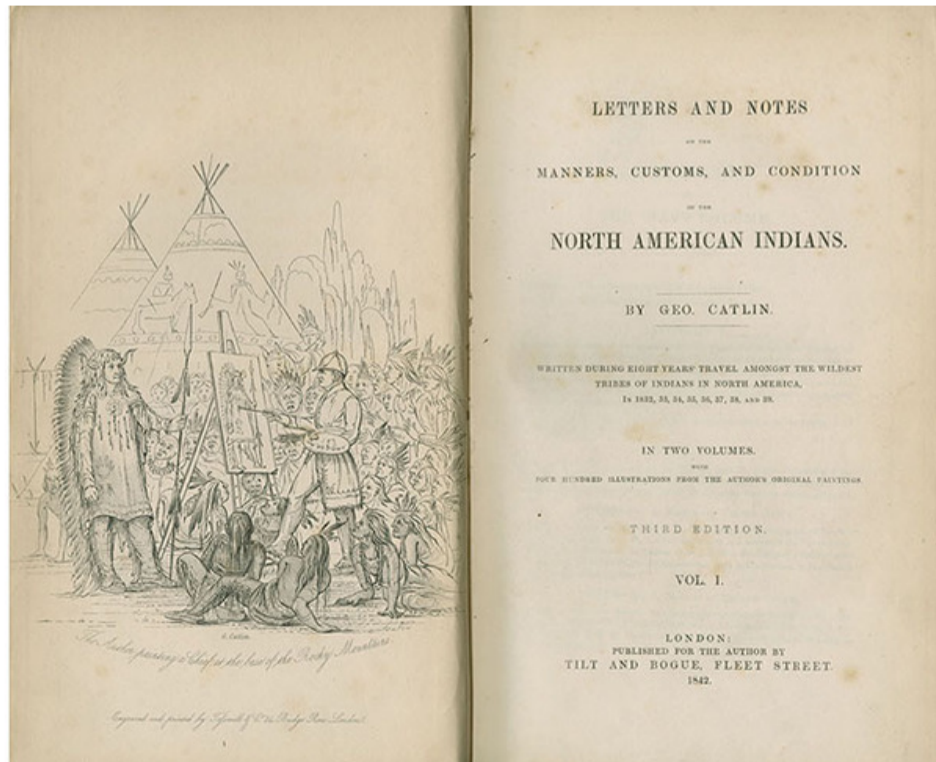 G. Catlin.
The Author painting a Chief at the base of the Rocky Mountains.
Engraved and printed by
LETTERS AND NOTES
ON THE
MANNERS, CUSTOMS, AND CONDITION
OF THE
NORTH AMERICAN INDIANS.
BY GEO. CATLIN.
WRITTEN DURING EIGHT YEARS' TRAVEL AMONGST THE WILDEST
TRIBES OF INDIANS IN NORTH AMERICA,
IN 1832, 33, 34, 35, 36, 37, 38, AND 39.
IN TWO VOLUMES.
WITH
FOUR HUNDRED ILLUSTRATIONS FROM THE AUTHOR'S ORIGINAL PAINTINGS
THIRD EDITION.
VOL. I.
LONDON:
PUBLISHED FOR THE AUTHOR BY
TILT AND BOGUE, FLEET STREET.
1842.